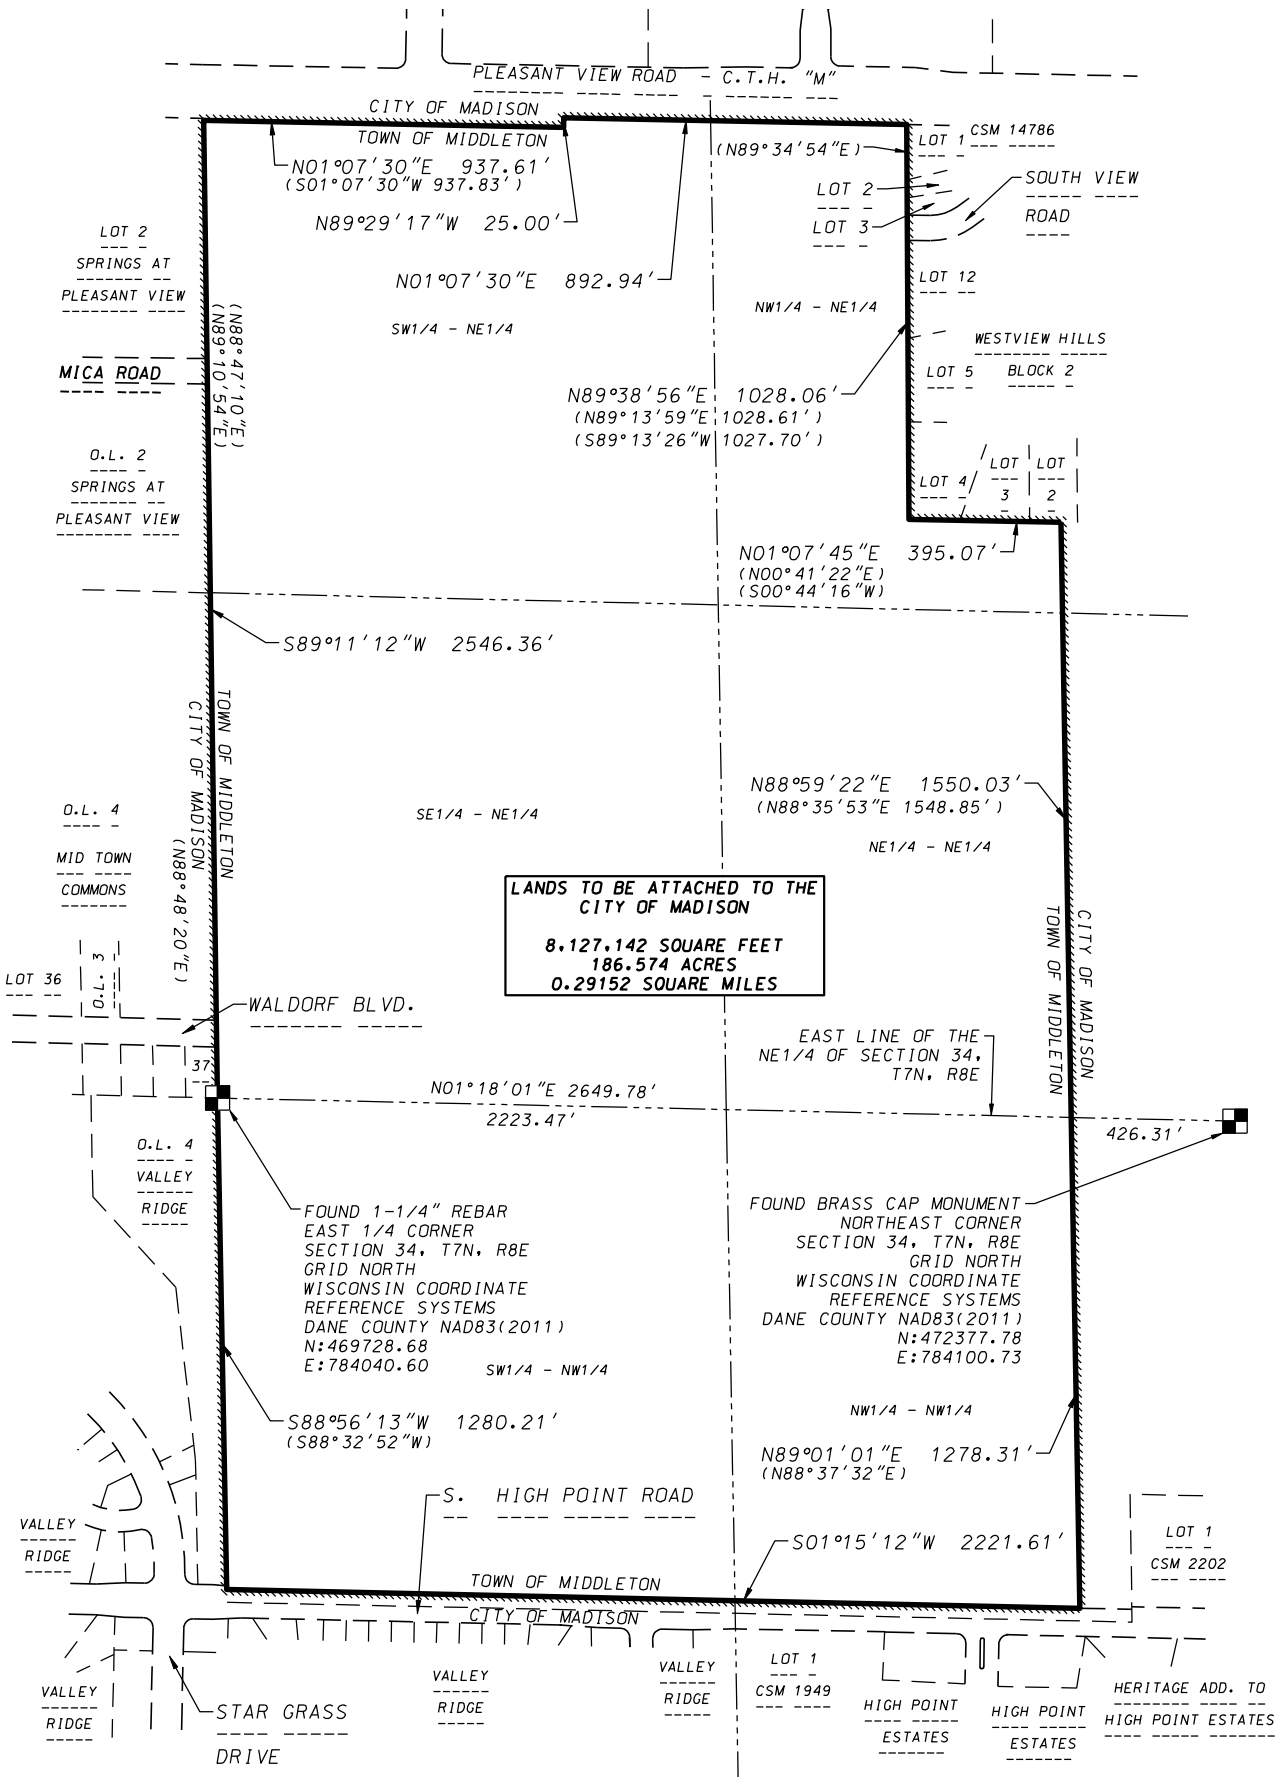 PLEASANT VIEW ROAD - C.T.H. "M"
CITY OF MADISON
TOWN OF MIDDLETON
N01°07'30"E 937.61'
(S01°07'30"W 937.83')
N89°29'17"W 25.00'
N01°07'30"E 892.94'
(N89°34'54"E)
LOT 1
CSM 14786
LOT 2
LOT 3
SOUTH VIEW
ROAD
LOT 2
SPRINGS AT
PLEASANT VIEW
(N88°47'10"E)
(N89°10'54"E)
SW1/4 - NE1/4
NW1/4 - NE1/4
LOT 12
WESTVIEW HILLS
BLOCK 2
LOT 5
MICA ROAD
N89°38'56"E 1028.06'
(N89°13'59"E 1028.61')
(S89°13'26"W 1027.70')
O.L. 2
SPRINGS AT
PLEASANT VIEW
LOT 4
LOT
3
LOT
2
N01°07'45"E 395.07'
(N00°41'22"E)
(S00°44'16"W)
S89°11'12"W 2546.36'
TOWN OF MIDDLETON
CITY OF MADISON
(N88°48'20"E)
N88°59'22"E 1550.03'
(N88°35'53"E 1548.85')
SE1/4 - NE1/4
NE1/4 - NE1/4
O.L. 4
MID TOWN
COMMONS
LANDS TO BE ATTACHED TO THE
CITY OF MADISON
8,127,142 SQUARE FEET
186.574 ACRES
0.29152 SQUARE MILES
CITY OF MADISON
TOWN OF MIDDLETON
LOT 36
O.L. 3
WALDORF BLVD.
37
EAST LINE OF THE
NE1/4 OF SECTION 34,
T7N, R8E
N01°18'01"E 2649.78'
2223.47'
426.31'
O.L. 4
VALLEY
RIDGE
FOUND 1-1/4" REBAR
EAST 1/4 CORNER
SECTION 34, T7N, R8E
GRID NORTH
WISCONSIN COORDINATE
REFERENCE SYSTEMS
DANE COUNTY NAD83(2011)
N:469728.68
E:784040.60
FOUND BRASS CAP MONUMENT
NORTHEAST CORNER
SECTION 34, T7N, R8E
GRID NORTH
WISCONSIN COORDINATE
REFERENCE SYSTEMS
DANE COUNTY NAD83(2011)
N:472377.78
E:784100.73
SW1/4 - NW1/4
NW1/4 - NW1/4
S88°56'13"W 1280.21'
(S88°32'52"W)
N89°01'01"E 1278.31'
(N88°37'32"E)
S. HIGH POINT ROAD
S01°15'12"W 2221.61'
VALLEY
RIDGE
LOT 1
CSM 2202
TOWN OF MIDDLETON
CITY OF MADISON
VALLEY
RIDGE
STAR GRASS
DRIVE
VALLEY
RIDGE
VALLEY
RIDGE
LOT 1
CSM 1949
HIGH POINT
ESTATES
HIGH POINT
ESTATES
HERITAGE ADD. TO
HIGH POINT ESTATES